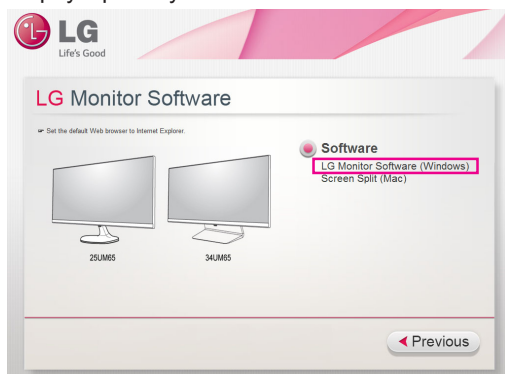 LG
Life's Good
LG Monitor Software
☞ Set the default Web browser to Internet Explorer.
Software
LG Monitor Software (Windows)
Screen Split (Mac)
25UM65
34UM65
Previous